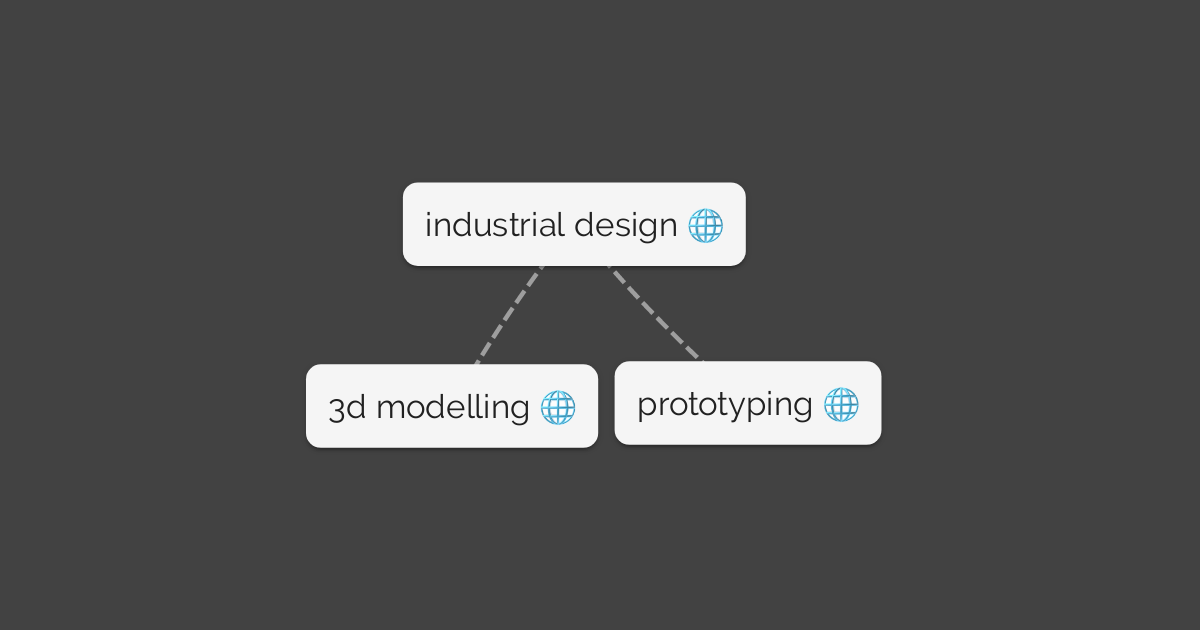 industrial design 🌐
3d modelling 🌐
prototyping 🌐